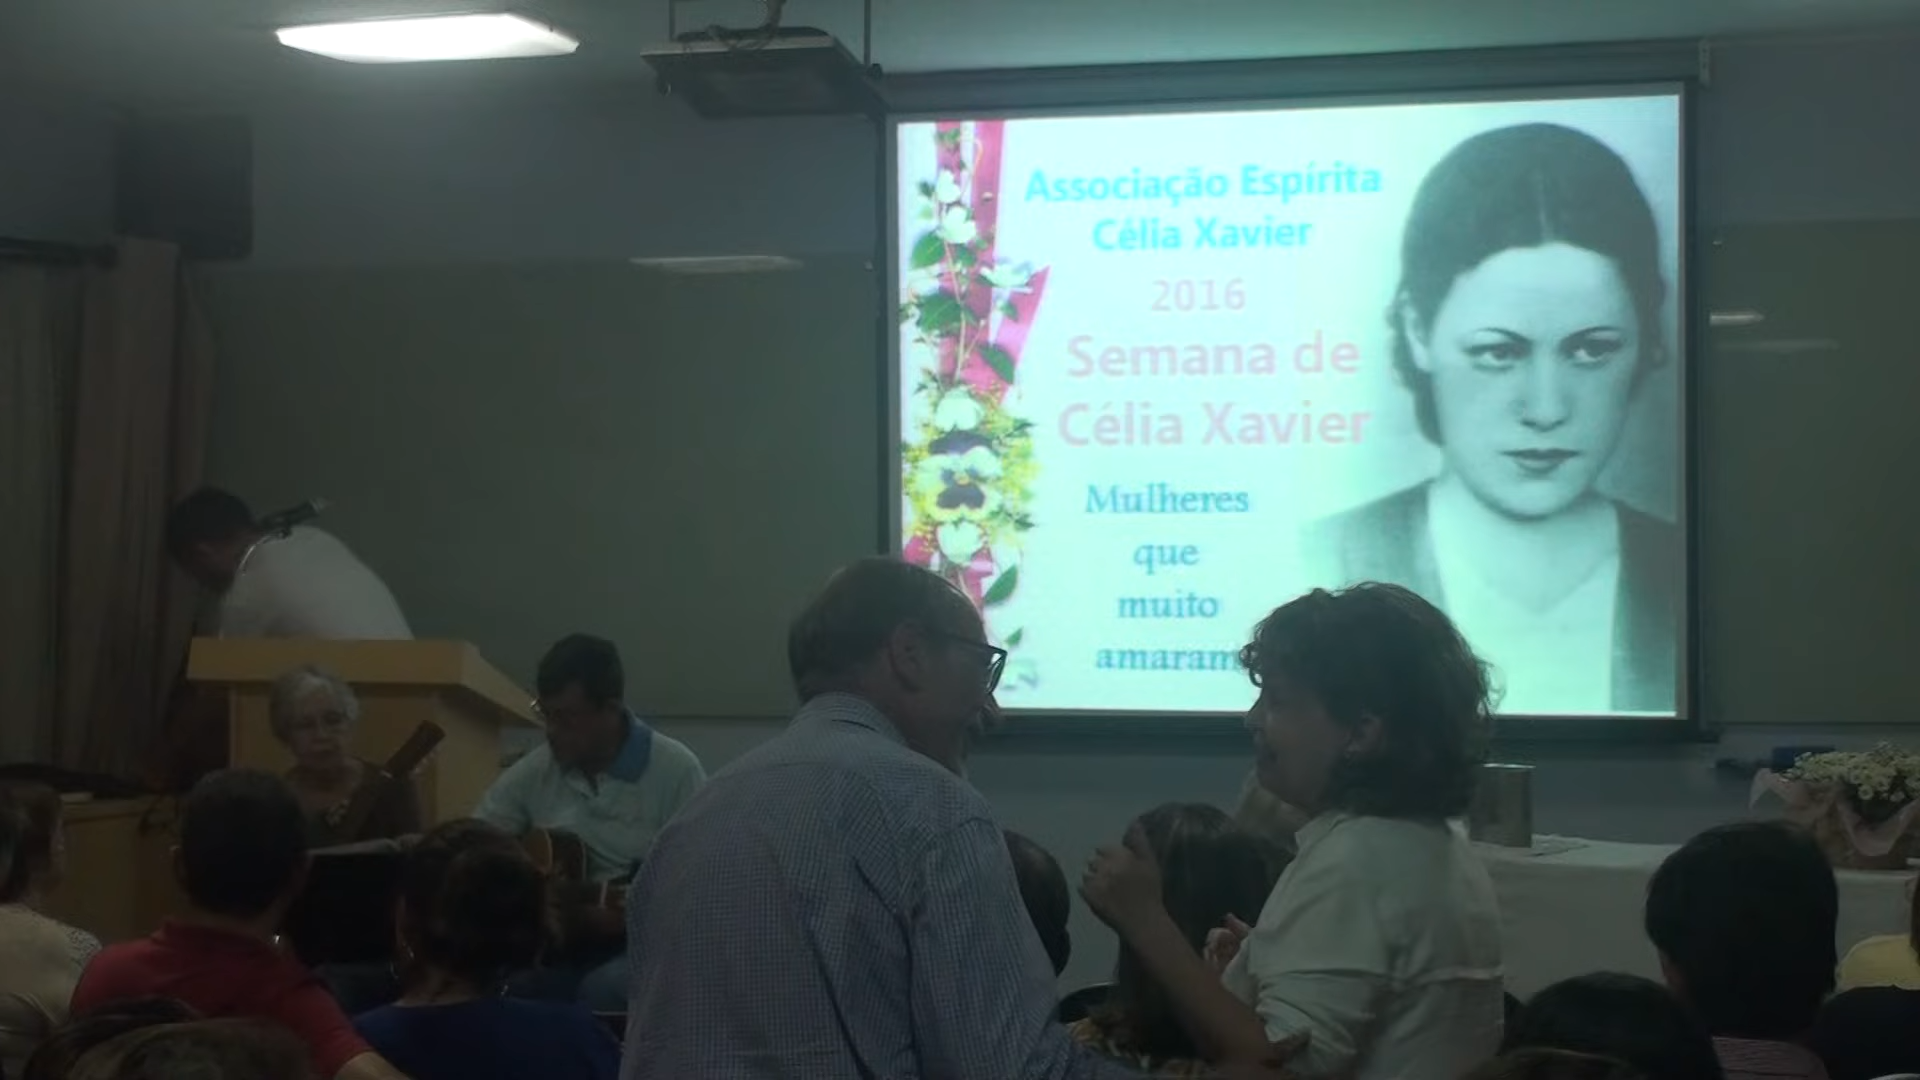 Associação Espírita
Célia Xavier
2016
Semana de
Célia Xavier
Mulheres
que
muito
amaram